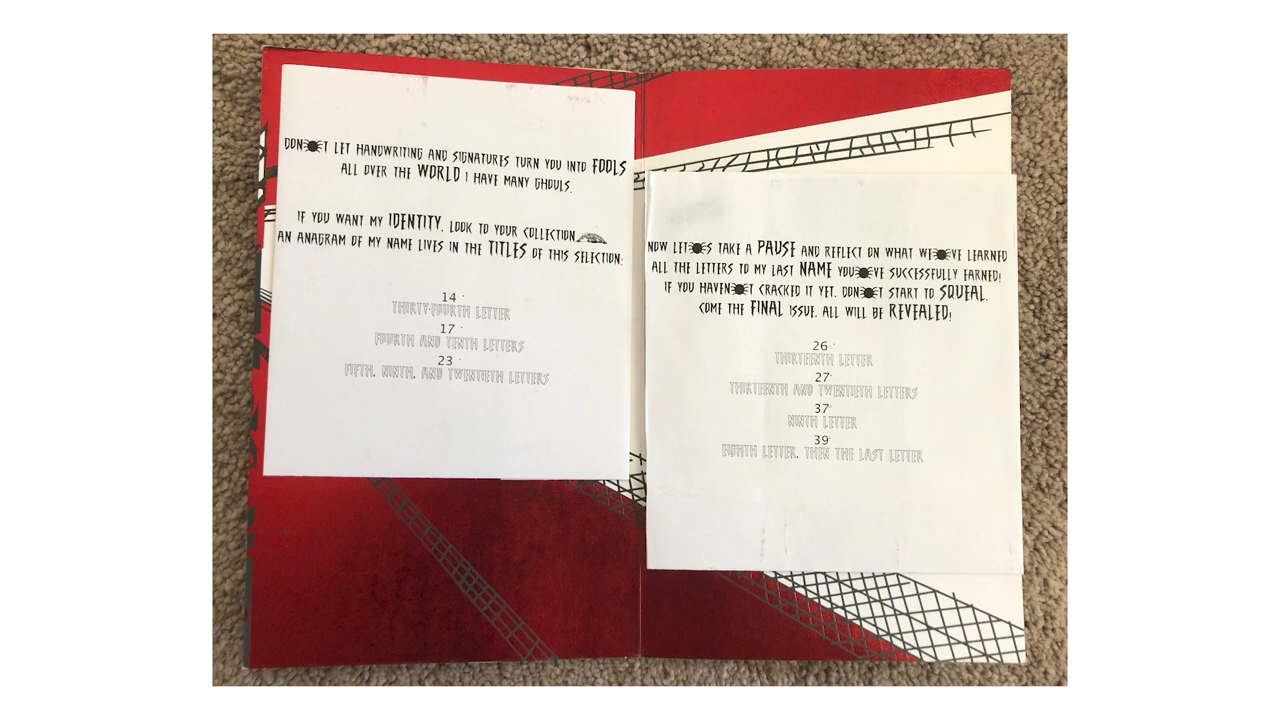 DON●T LET HANDWRITING AND SIGNATURES TURN YOU INTO FOOLS
ALL OVER THE WORLD I HAVE MANY GHOULS.
IF YOU WANT MY IDENTITY, LOOK TO YOUR COLLECTION
AN ANAGRAM OF MY NAME LIVES IN THE TITLES OF THIS SELECTION:
14
THIRTY-FOURTH LETTER
17
FOURTH AND TENTH LETTERS
23
FIFTH, NINTH, AND TWENTIETH LETTERS
NOW LET●S TAKE A PAUSE AND REFLECT ON WHAT WE●VE LEARNED
ALL THE LETTERS TO MY LAST NAME YOU●VE SUCCESSFULLY EARNED!
IF YOU HAVEN●T CRACKED IT YET, DON●T START TO SQUEAL,
COME THE FINAL ISSUE, ALL WILL BE REVEALED!
26
THIRTEENTH LETTER
27
THIRTEENTH AND TWENTIETH LETTERS
37
NINTH LETTER
39
EIGHTH LETTER, THEN THE LAST LETTER